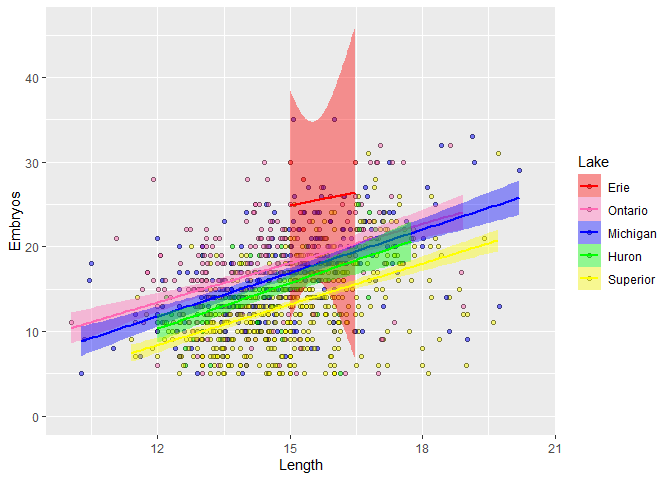 Embryos
40
30
20
10
0
12
15
18
21
Length
Lake
Erie
Ontario
Michigan
Huron
Superior